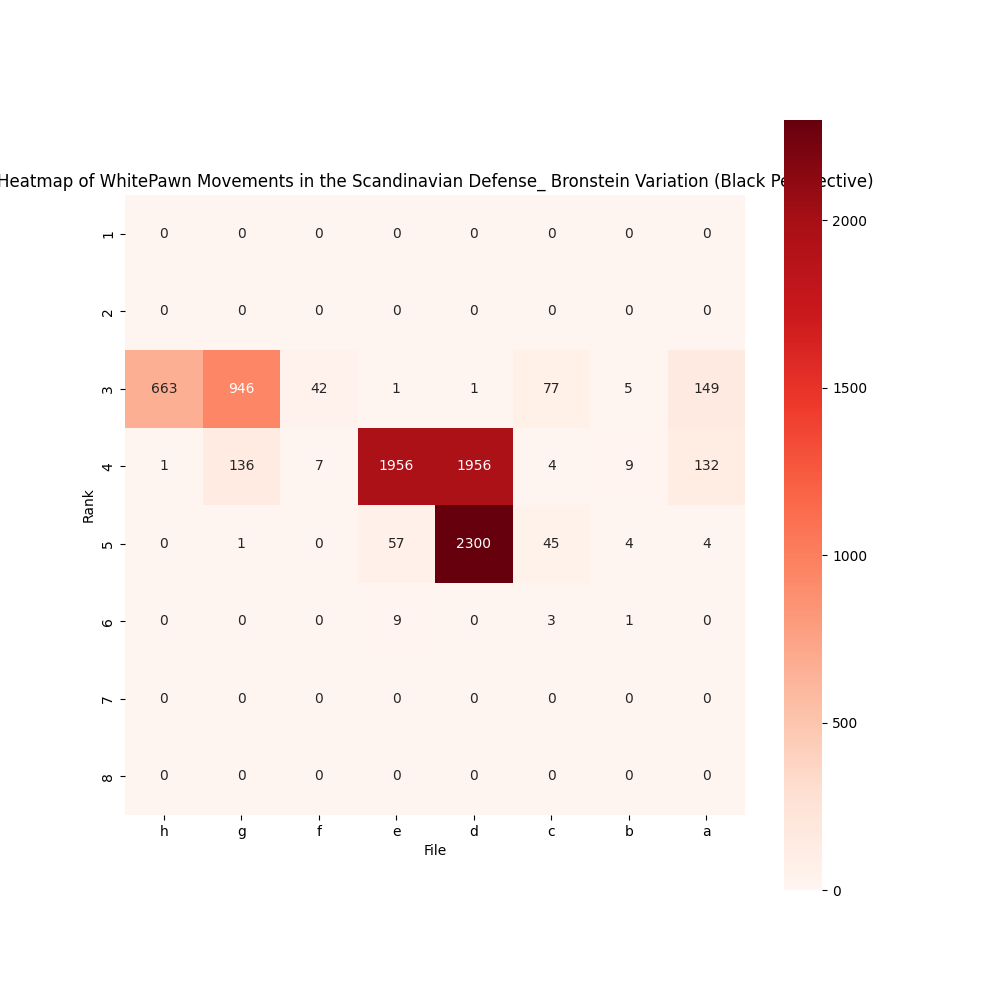 Heatmap of WhitePawn Movements in the Scandinavian Defense_ Bronstein Variation (Black Perspective)
1 0 0 0 0 0 0 0 0
2 0 0 0 0 0 0 0 0
3 663 946 42 1 1 77 5 149
4 1 136 7 1956 1956 4 9 132
Rank
5 0 1 0 57 2300 45 4 4
6 0 0 0 9 0 3 1 0
7 0 0 0 0 0 0 0 0
8 0 0 0 0 0 0 0 0
h g f e d c b a
File
2000
1500
1000
500
0